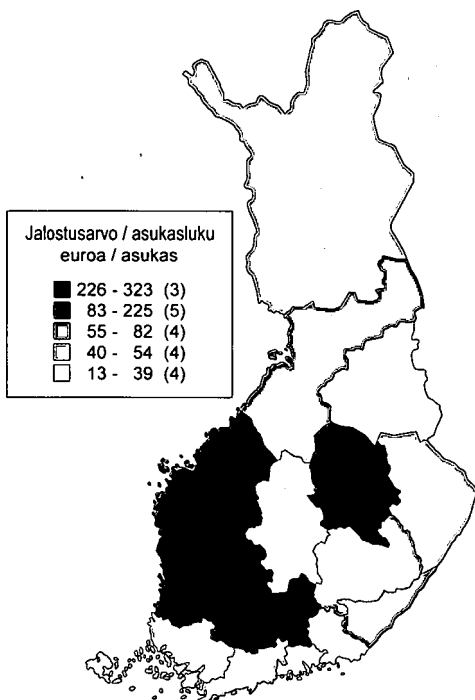 Jalostusarvo / asukasluku
euroa / asukas
226 - 323 (3)
83 - 225 (5)
55 - 82 (4)
40 - 54 (4)
13 - 39 (4)